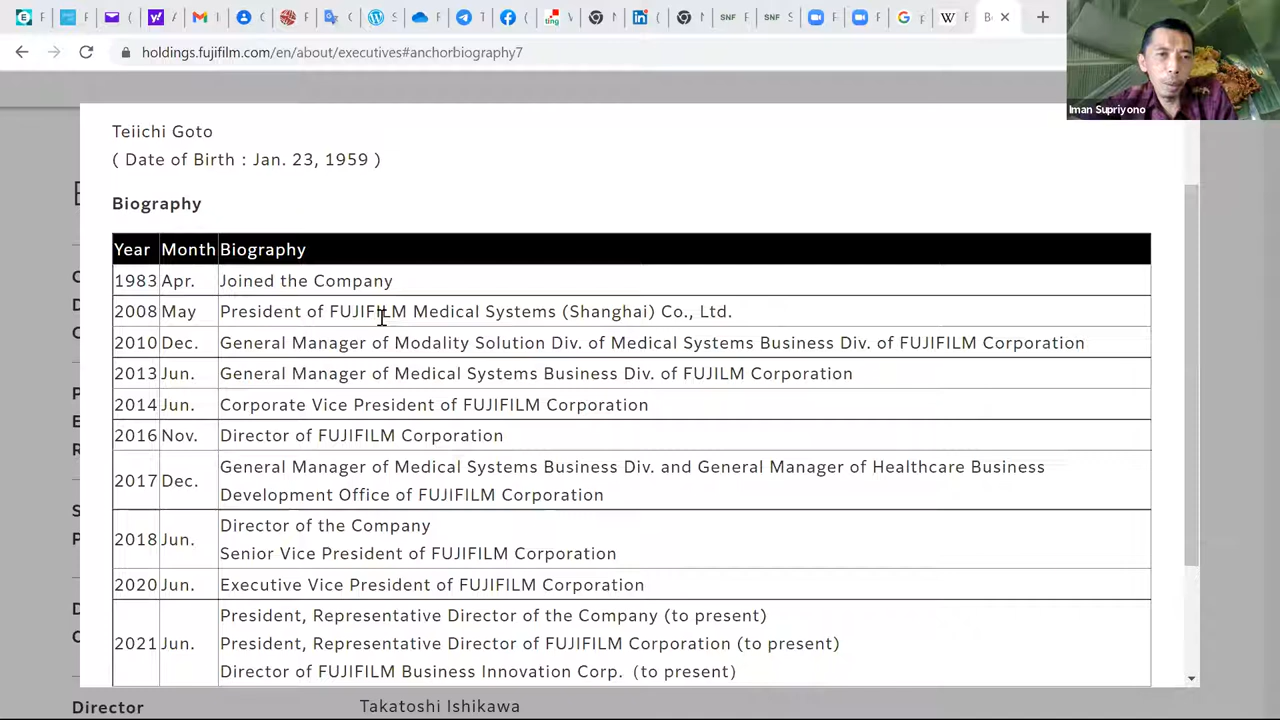 holdings.fujifilm.com/en/about/executives#anchorbiography7
Iman Supriyono
Teiichi Goto
( Date of Birth : Jan. 23, 1959 )
Biography
Year Month Biography
1983 Apr. Joined the Company
2008 May President of FUJIFILM Medical Systems (Shanghai) Co., Ltd.
2010 Dec. General Manager of Modality Solution Div. of Medical Systems Business Div. of FUJIFILM Corporation
2013 Jun. General Manager of Medical Systems Business Div. of FUJILM Corporation
2014 Jun. Corporate Vice President of FUJIFILM Corporation
2016 Nov. Director of FUJIFILM Corporation
2017 Dec. General Manager of Medical Systems Business Div. and General Manager of Healthcare Business
Development Office of FUJIFILM Corporation
2018 Jun. Director of the Company
Senior Vice President of FUJIFILM Corporation
2020 Jun. Executive Vice President of FUJIFILM Corporation
2021 Jun. President, Representative Director of the Company (to present)
President, Representative Director of FUJIFILM Corporation (to present)
Director of FUJIFILM Business Innovation Corp. (to present)
Director Takatoshi Ishikawa